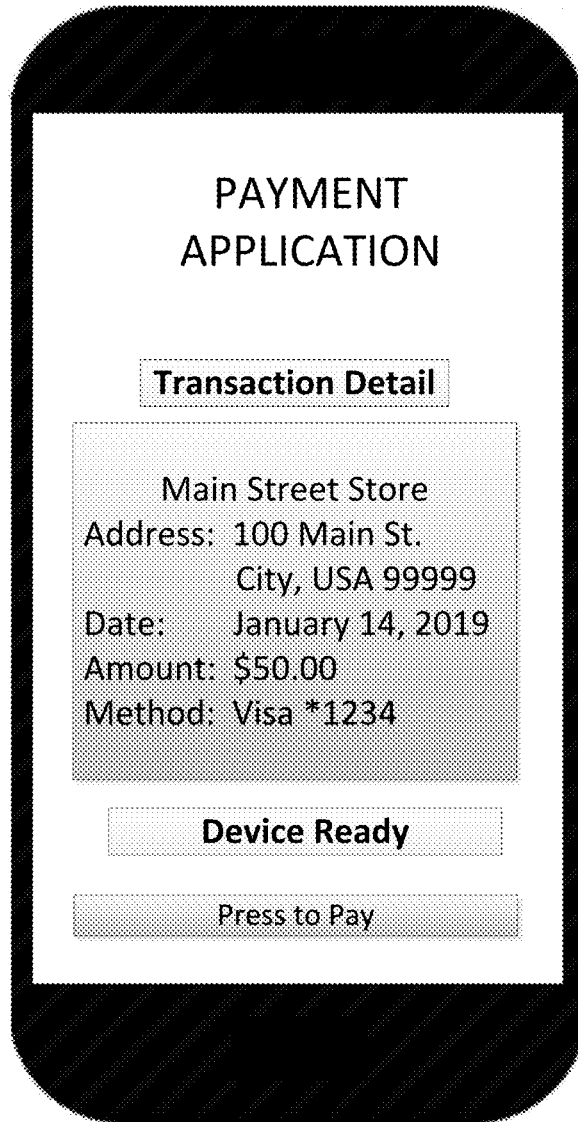 PAYMENT
APPLICATION
Transaction Detail
Main Street Store
Address: 100 Main St.
City, USA 99999
Date: January 14, 2019
Amount: $50.00
Method: Visa *1234
Device Ready
Press to Pay